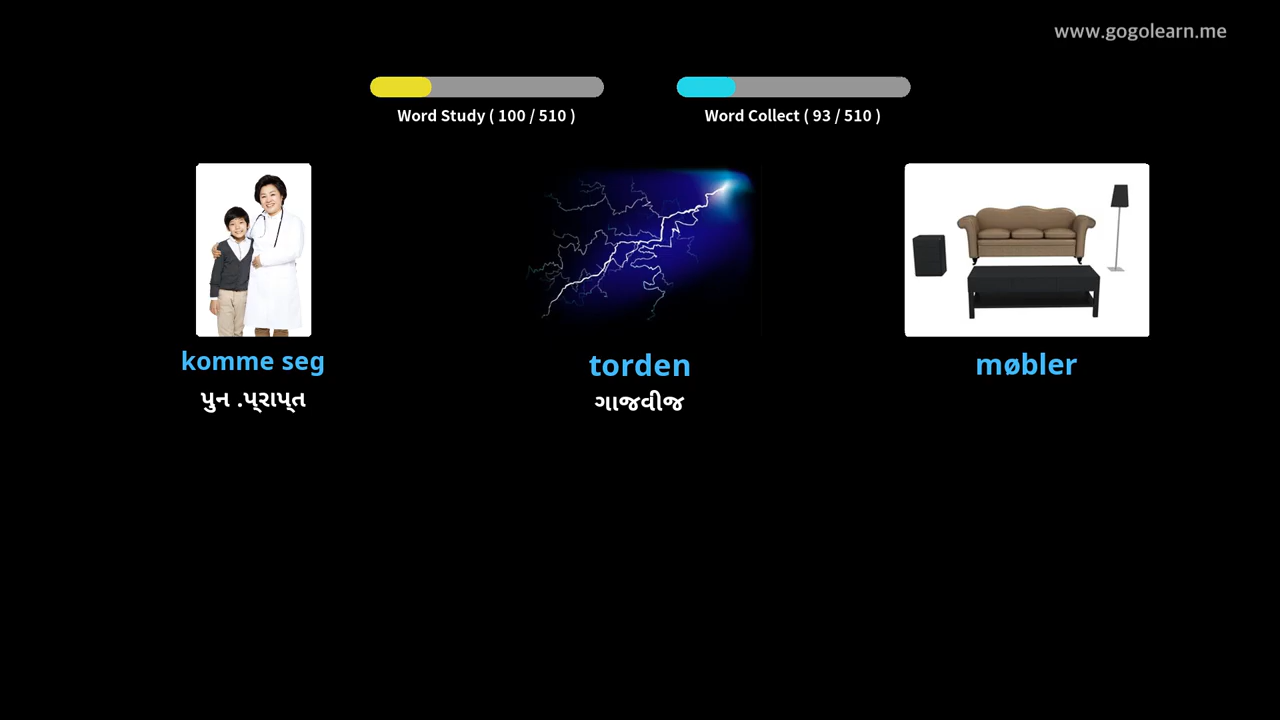 www.gogolearn.me
Word Study ( 100 / 510 )
Word Collect ( 93 / 510 )
komme seg
torden
møbler
પુન .પ્રાપ્ત
ગાજવીજ